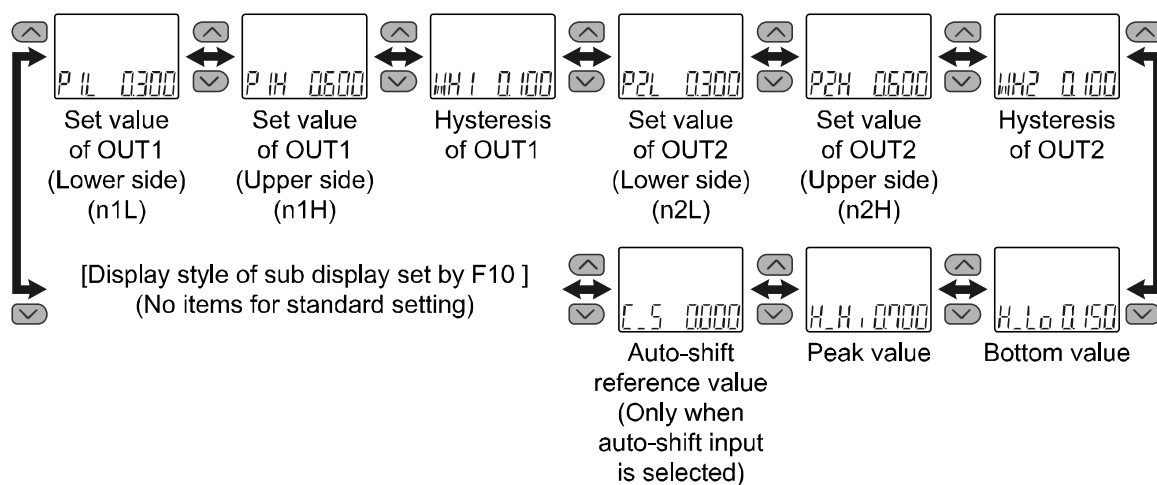 P 1L 0.300
P 1H 0.600
WH1 0.100
P2L 0.300
P2H 0.600
WH2 0.100
Set value
of OUT1
(Lower side)
(n1L)
Set value
of OUT1
(Upper side)
(n1H)
Hysteresis
of OUT1
Set value
of OUT2
(Lower side)
(n2L)
Set value
of OUT2
(Upper side)
(n2H)
Hysteresis
of OUT2
[Display style of sub display set by F10 ]
(No items for standard setting)
C_S 0.000
H_Hi 0.700
H_Lo 0.150
Auto-shift
reference value
(Only when
auto-shift input
is selected)
Peak value
Bottom value